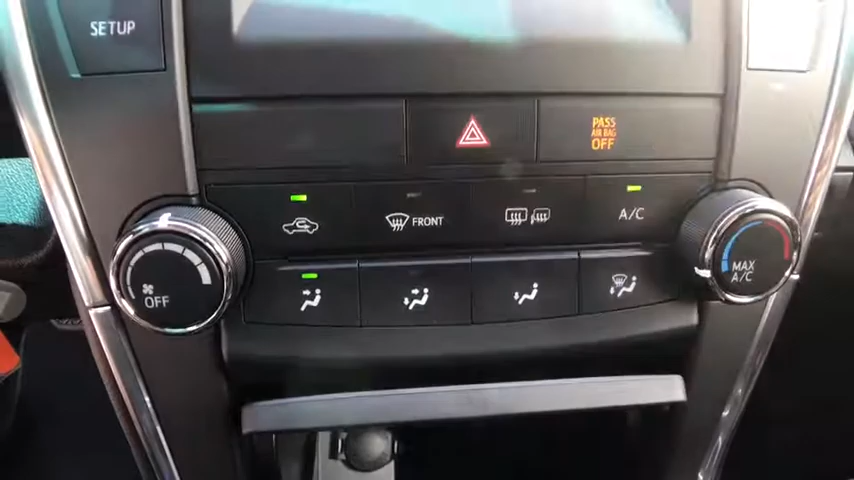 SETUP
PASS
AIR BAG
OFF
FRONT
A/C
OFF
MAX
A/C